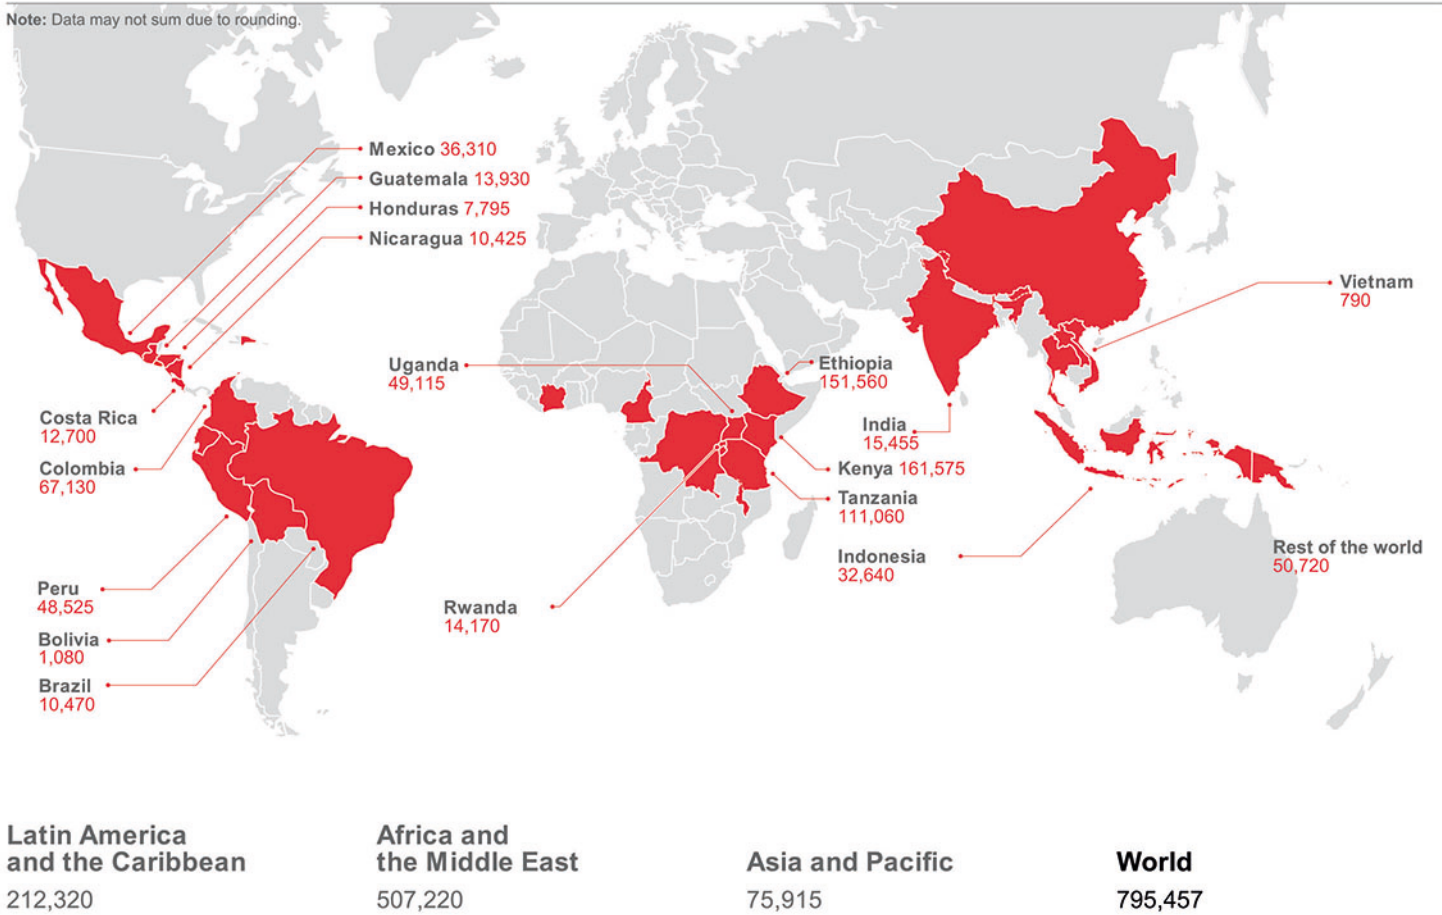 Note: Data may not sum due to rounding.
Mexico 36,310
Guatemala 13,930
Honduras 7,795
Nicaragua 10,425
Vietnam
790
Uganda
49,115
Ethiopia
151,560
Costa Rica
12,700
India
15,455
Colombia
67,130
Kenya 161,575
Tanzania
111,060
Indonesia
32,640
Rest of the world
50,720
Peru
48,525
Rwanda
14,170
Bolivia
1,080
Brazil
10,470
Latin America
and the Caribbean
212,320
Africa and
the Middle East
507,220
Asia and Pacific
75,915
World
795,457